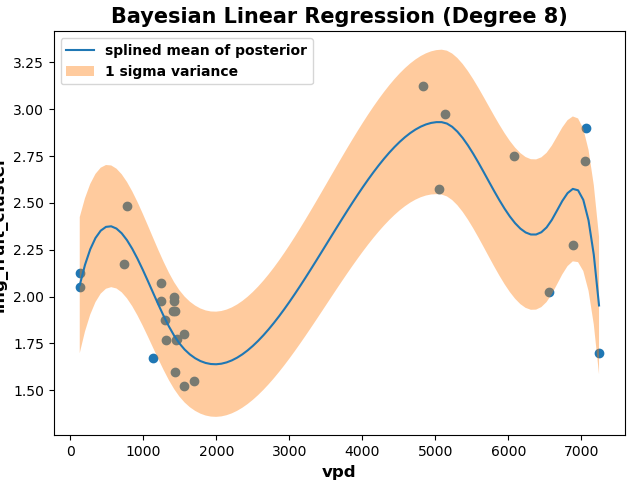 Bayesian Linear Regression (Degree 8)
splined mean of posterior
1 sigma variance
3.25
3.00
2.75
2.50
2.25
2.00
1.75
1.50
0 1000 2000 3000 4000 5000 6000 7000
vpd